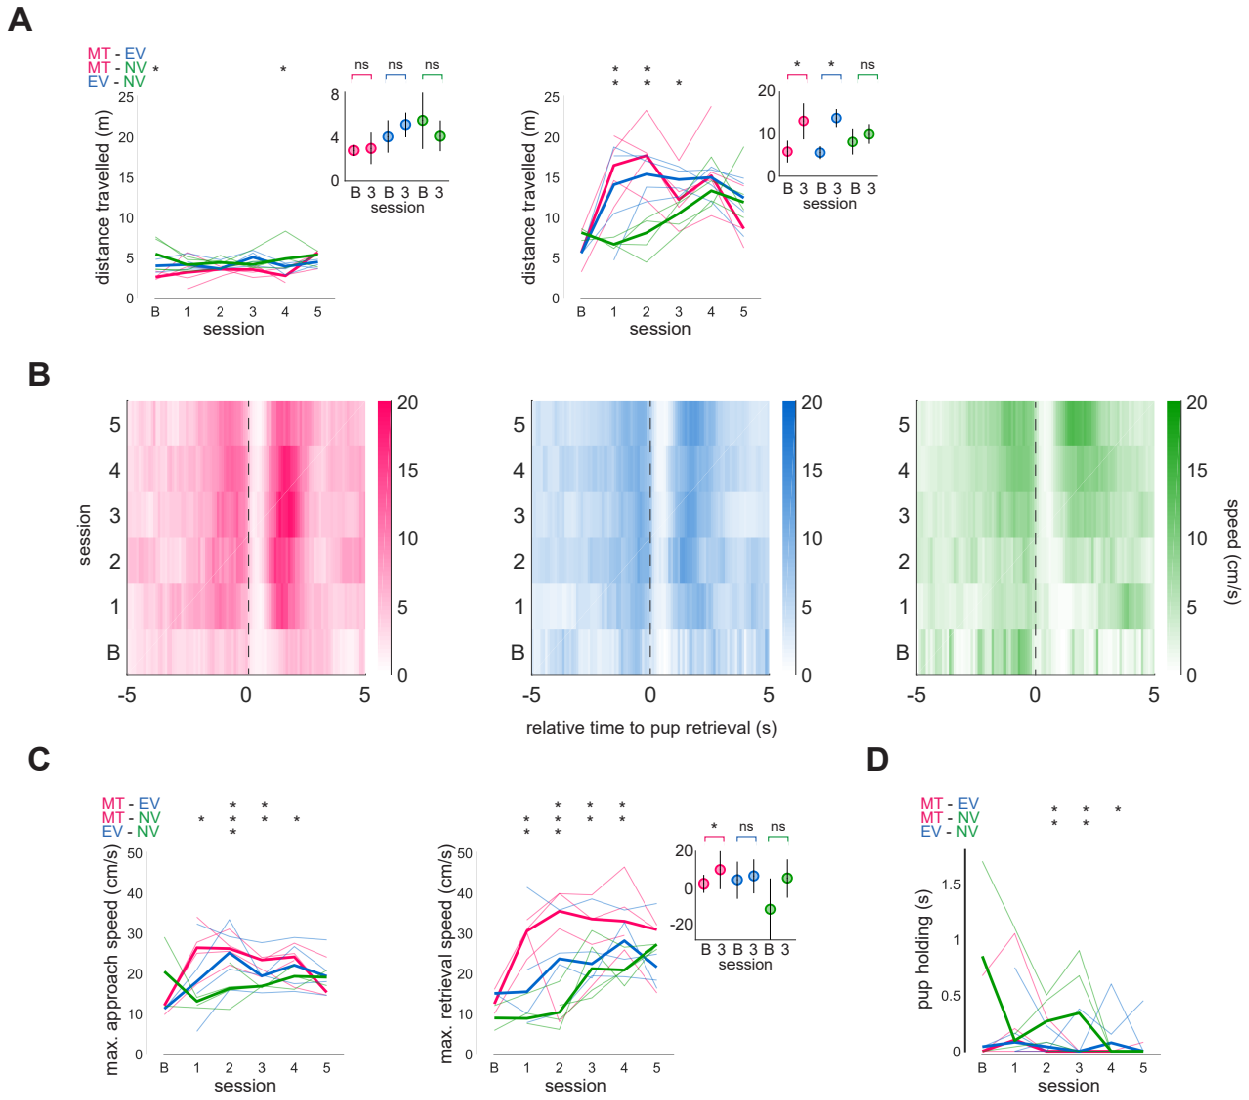 A
MT - EV
MT - NV
EV - NV
*
*
distance travelled (m)
25
20
15
10
5
0
B 1 2 3 4 5
session
ns ns ns
8
4
0
B 3 B 3 B 3
session
* *
* * *
distance travelled (m)
25
20
15
10
5
0
B 1 2 3 4 5
session
* * ns
20
10
0
B 3 B 3 B 3
session
B
session
5
4
3
2
1
B
-5 0 5
20
15
10
5
0
-5 0 5
20
15
10
5
0
5
4
3
2
1
B
-5 0 5
20
15
10
5
0
speed (cm/s)
relative time to pup retrieval (s)
C
MT - EV
MT - NV
EV - NV
* *
* * * *
*
max. approach speed (cm/s)
50
40
30
20
10
0
B 1 2 3 4 5
session
* * *
* * * *
* *
max. retrieval speed (cm/s)
50
40
30
20
10
0
B 1 2 3 4 5
session
* ns ns
20
0
-20
B 3 B 3 B 3
session
D
MT - EV
MT - NV
EV - NV
* * *
* *
pup holding (s)
1.5
1
0.5
0
B 1 2 3 4 5
session